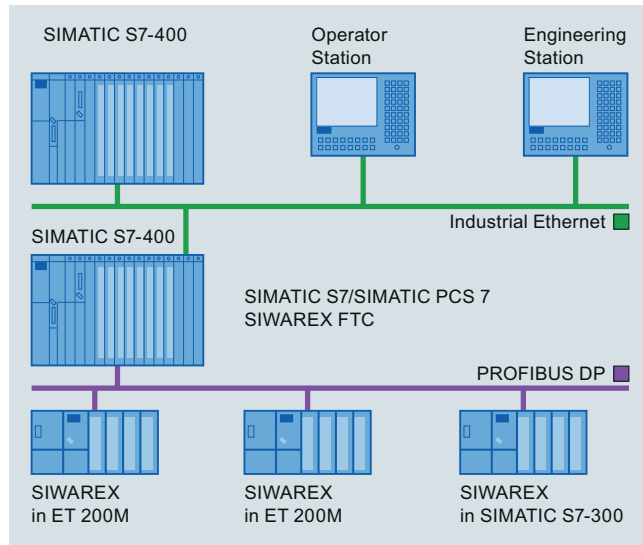 SIMATIC S7-400
Operator
Station
Engineering
Station
Industrial Ethernet
SIMATIC S7-400
SIMATIC S7/SIMATIC PCS 7
SIWAREX FTC
PROFIBUS DP
SIWAREX
in ET 200M
SIWAREX
in ET 200M
SIWAREX
in SIMATIC S7-300